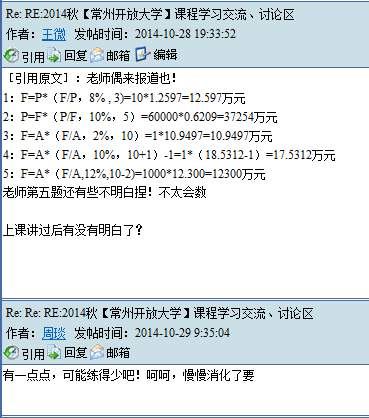 Re: Re: RE:2014秋【常州开放大学】课程学习交流、讨论区
作者：王微 发帖时间：2014-10-28 19:33:52
引用 回复 邮箱 编辑
［引用原文］：老师偶来报道也！
1：F=P*（F/P，8% , 3)=10*1.2597=12.597万元
2：P=F*（P/F，10%，5）=60000*0.6209=37254万元
3：F=A*（F/A，2%，10）=1*10.9497=10.9497万元
4：F=A*（F/A，10%，10+1）-1=1*（18.5312-1）=17.5312万元
5：F=A*（F/A,12%,10-2)=1000*12.300=12300万元
老师第五题还有些不明白捏！不太会数
上课讲过后有没有明白了？
Re: Re: RE:2014秋【常州开放大学】课程学习交流、讨论区
作者：周琰 发帖时间：2014-10-29 9:35:04
引用 回复 邮箱
有一点点，可能练得少吧！呵呵，慢慢消化了要